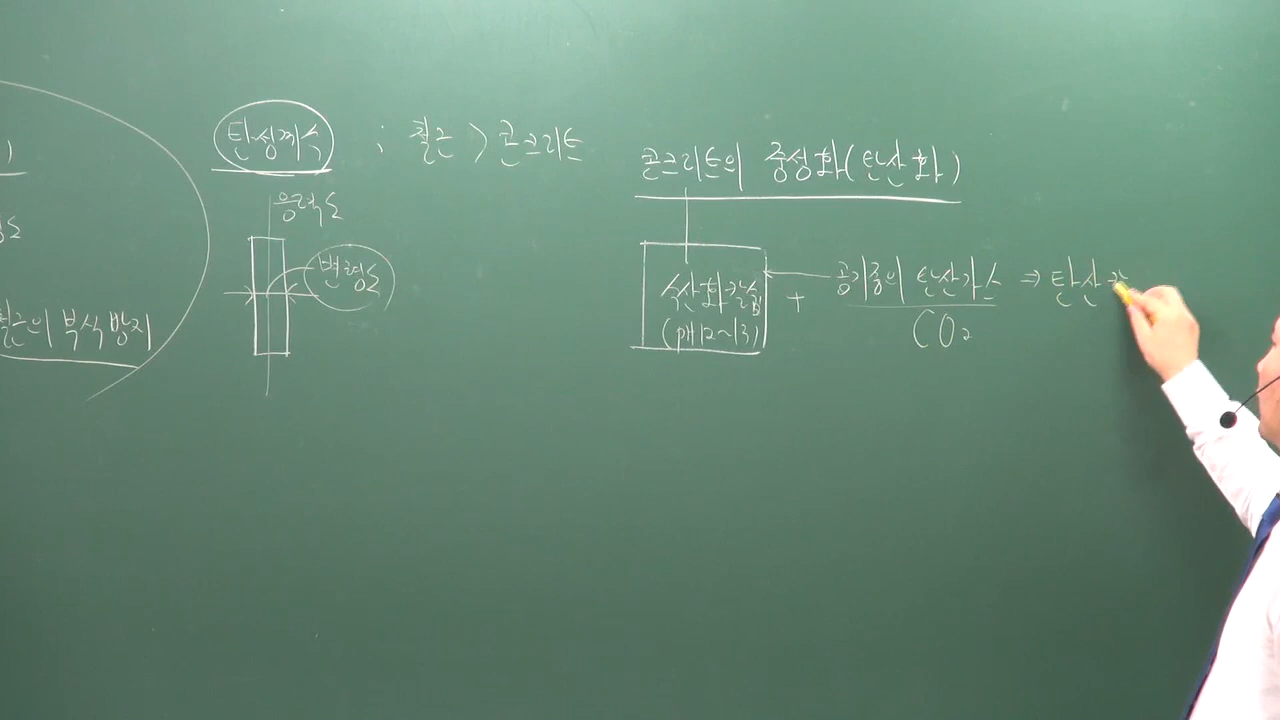 탄성계수 ; 철근 > 콘크리트
응력도
변형도
철근의 부식방지
콘크리트의 중성화(탄산화)
수산화칼슘
(pH12~13)
+ 공기중의 탄산가스 ⇒ 탄산
CO₂